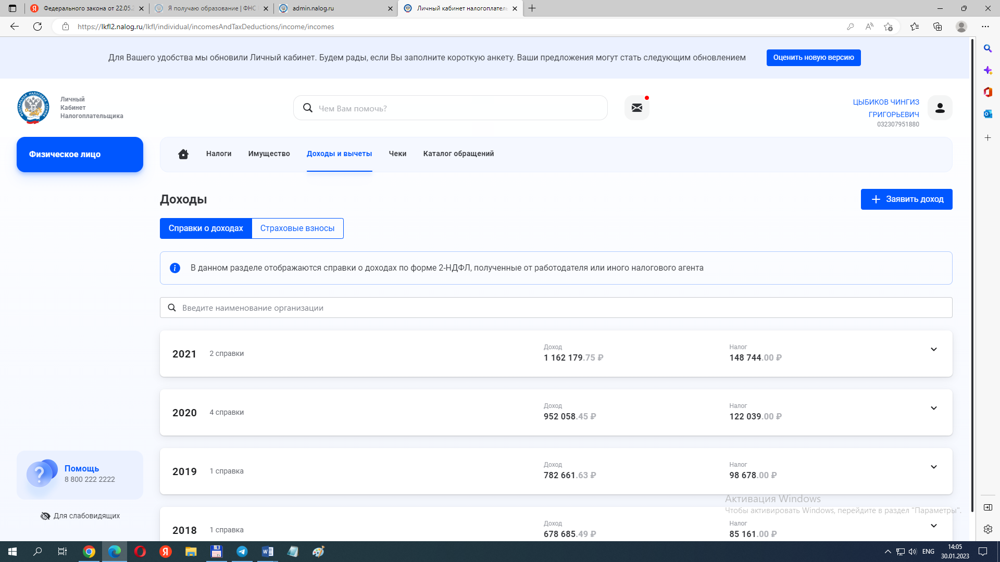 Федерального закона от 22.05.2
Я получаю образование | ФНС
admin.nalog.ru
Личный кабинет налогоплатель
https://lkfl2.nalog.ru/lkfl/individual/incomesAndTaxDeductions/income/incomes
Для Вашего удобства мы обновили Личный кабинет. Будем рады, если Вы заполните короткую анкету. Ваши предложения могут стать следующим обновлением
Оценить новую версию
Личный
Кабинет
Налогоплательщика
Чем Вам помочь?
ЦЫБИКОВ ЧИНГИЗ
ГРИГОРЬЕВИЧ
032307951880
Физическое лицо
Налоги
Имущество
Доходы и вычеты
Чеки
Каталог обращений
Доходы
Заявить доход
Справки о доходах
Страховые взносы
В данном разделе отображаются справки о доходах по форме 2-НДФЛ, полученные от работодателя или иного налогового агента
Введите наименование организации
2021
2 справки
Доход
1 162 179.75 ₽
Налог
148 744.00 ₽
2020
4 справки
Доход
952 058.45 ₽
Налог
122 039.00 ₽
2019
1 справка
Доход
782 661.63 ₽
Налог
98 678.00 ₽
2018
1 справка
Доход
678 685.49 ₽
Налог
85 161.00 ₽
Помощь
8 800 222 2222
Для слабовидящих
Активация Windows
Чтобы активировать Windows, перейдите в раздел "Параметры".
ENG
14:05
30.01.2023